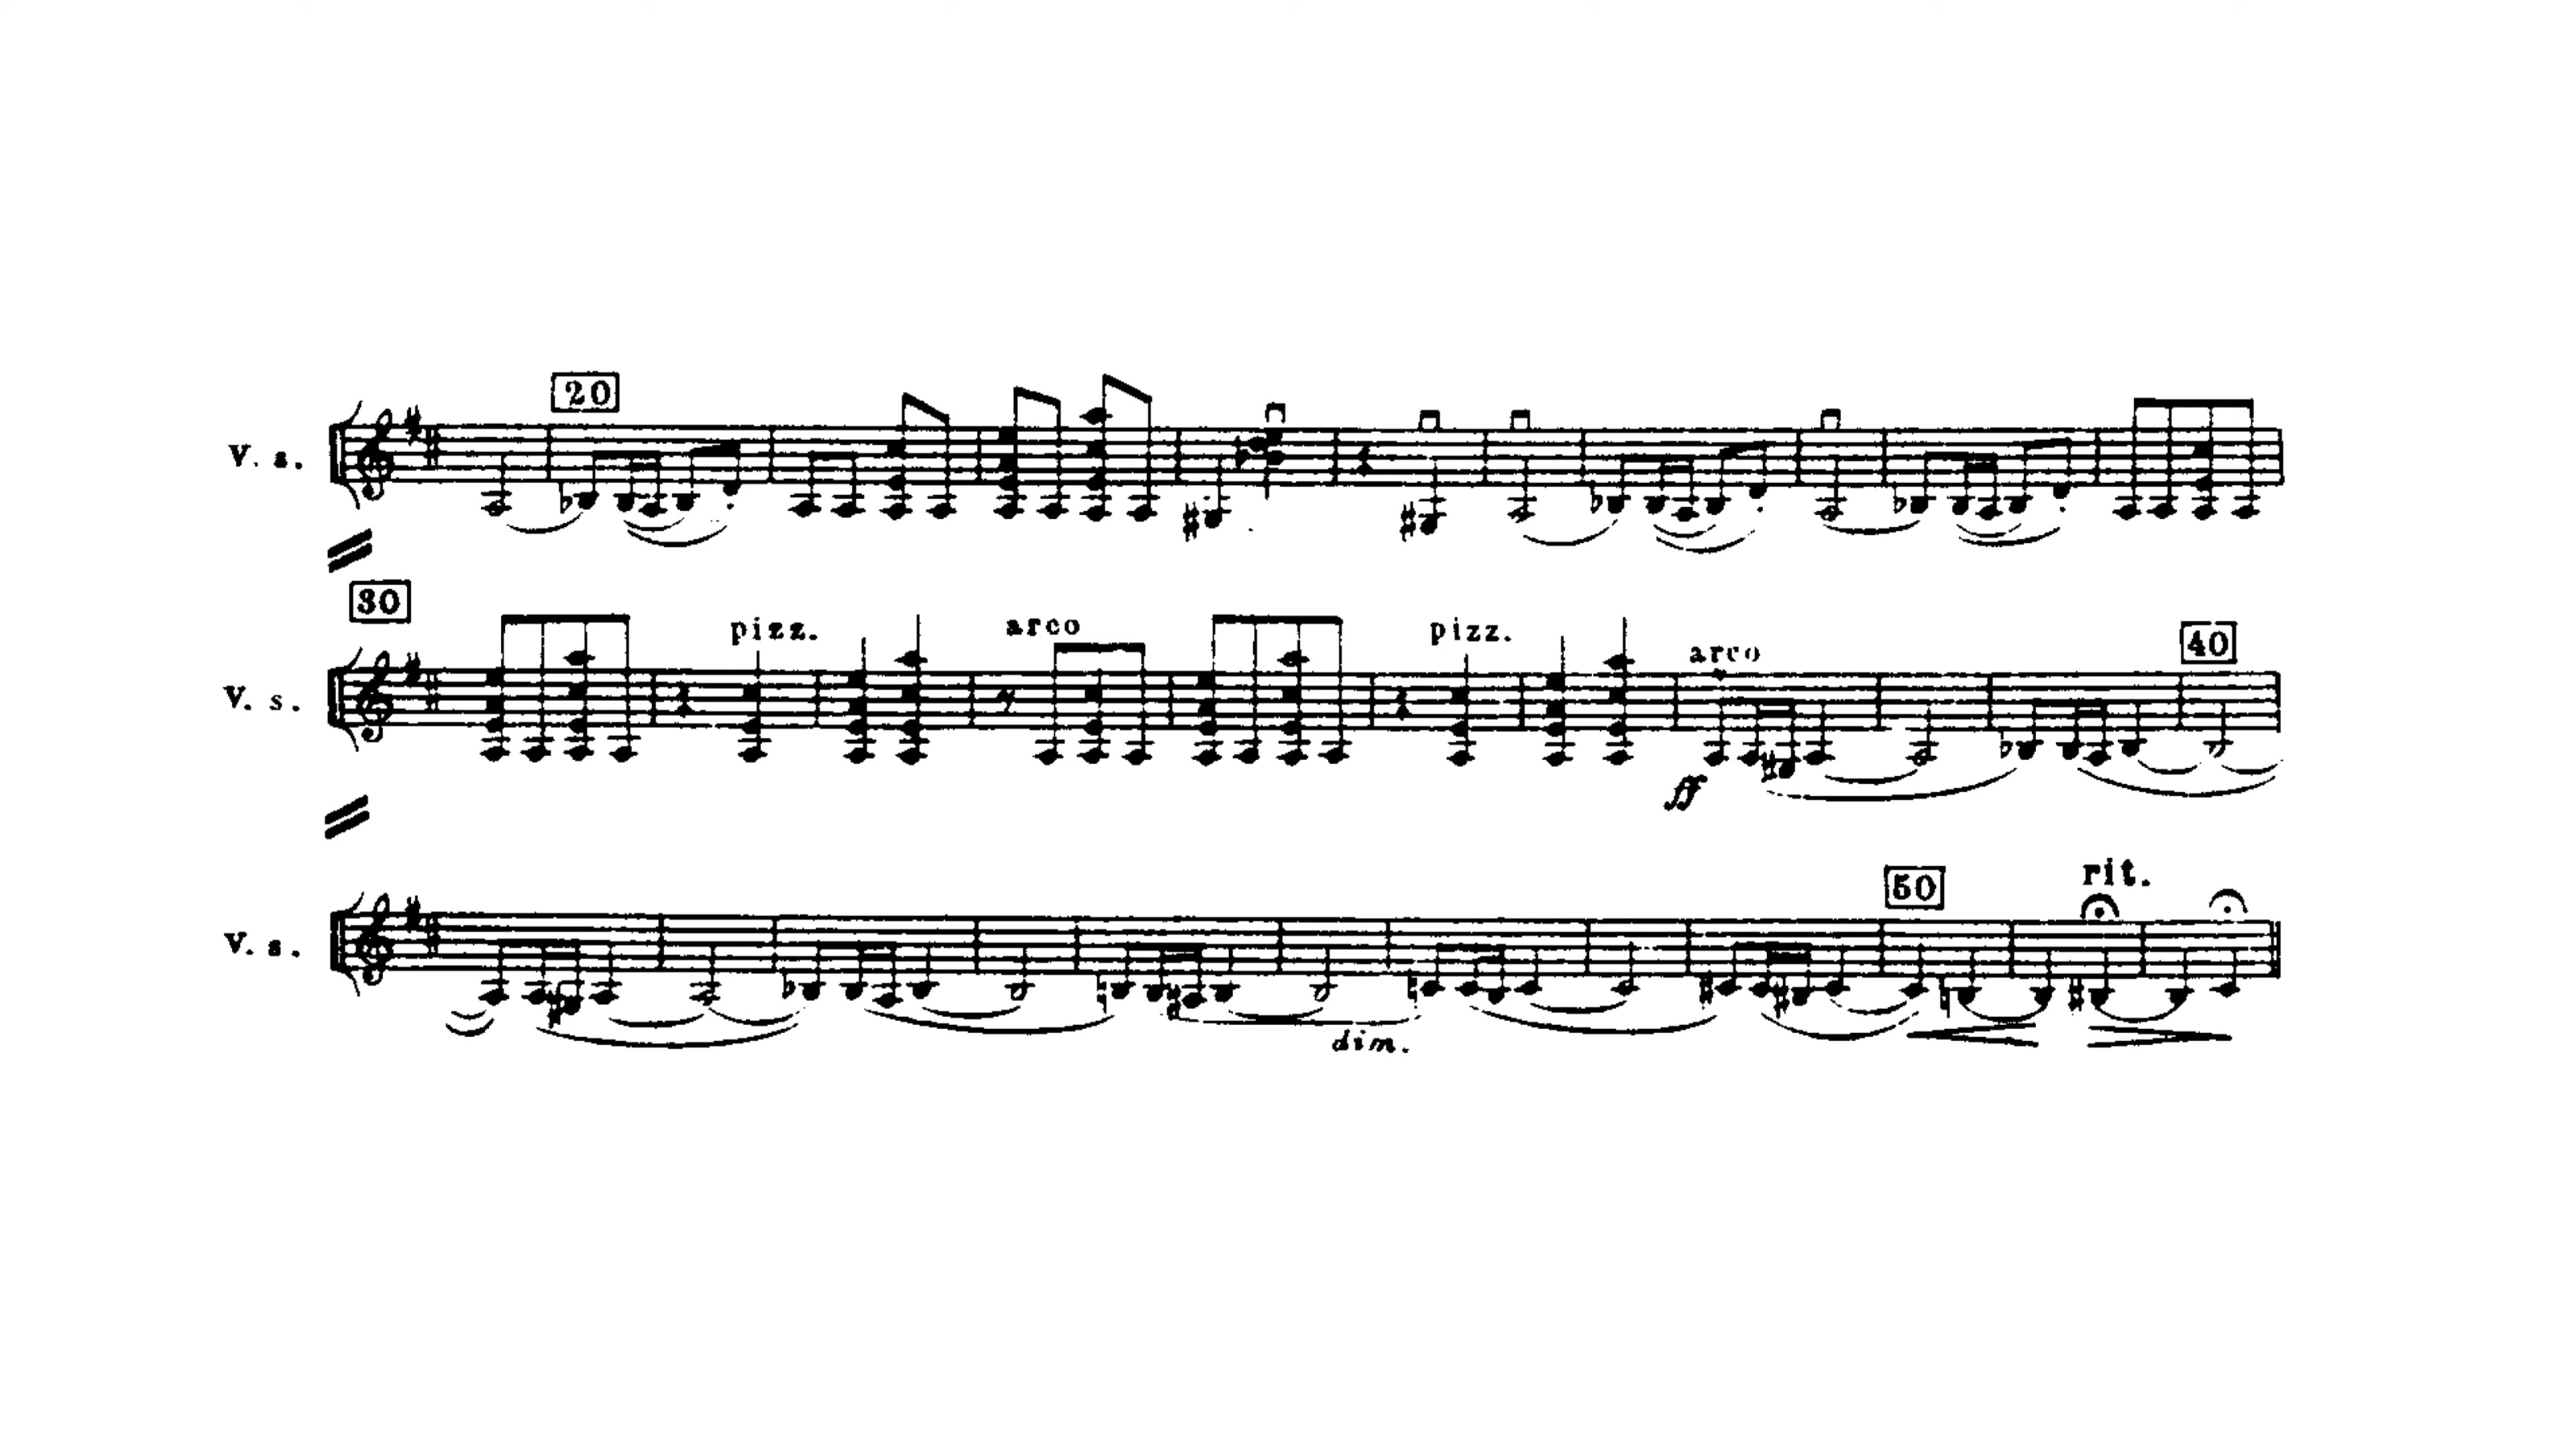 20
V. s.
30
pizz.
arco
pizz.
arco
40
V. s.
ff
50
rit.
V. s.
dim.